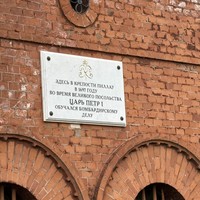 ЗДЕСЬ В КРЕПОСТИ ПИЛЛАУ
В 1697 ГОДУ
ВО ВРЕМЯ ВЕЛИКОГО ПОСОЛЬСТВА
ЦАРЬ ПЕТР I
ОБУЧАЛСЯ БОМБАРДИРСКОМУ
ДЕЛУ